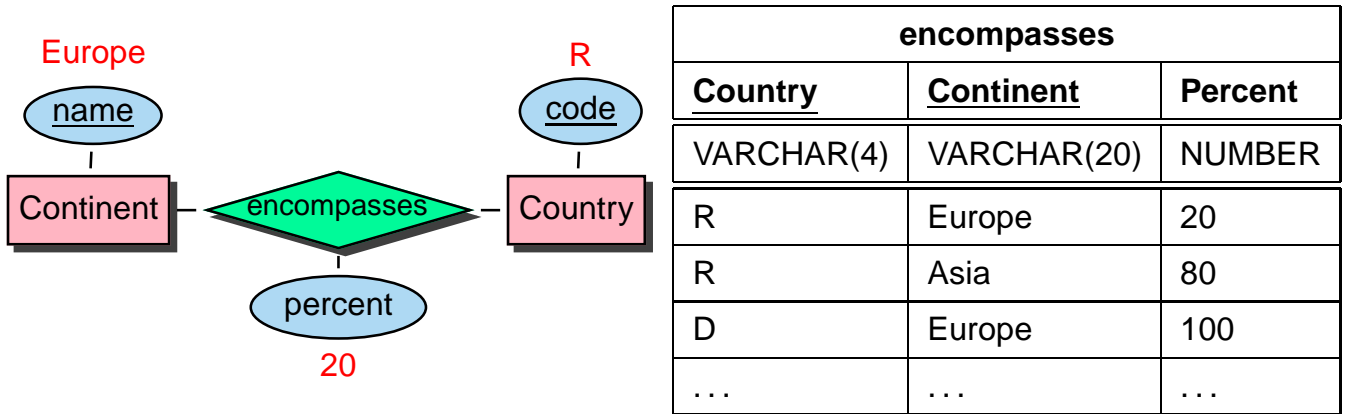 Europe
R
name
code
Continent
encompasses
Country
percent
20
encompasses
Country Continent Percent
VARCHAR(4) VARCHAR(20) NUMBER
R Europe 20
R Asia 80
D Europe 100
. . . . . . . . .